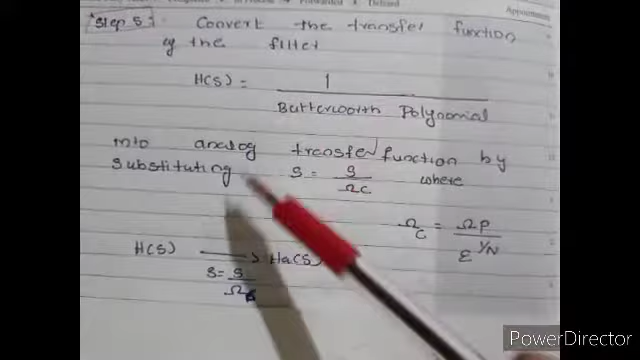 Appointment
Step 5: Convert the transfer function
of the filter
H(s) = 1 / Butterworth Polynomial
into analog transfer function by
substituting s = s / Ωc where
Ωc = Ωp / ε^1/N
H(s) → Ha(s)
s = s / Ωc
PowerDirector